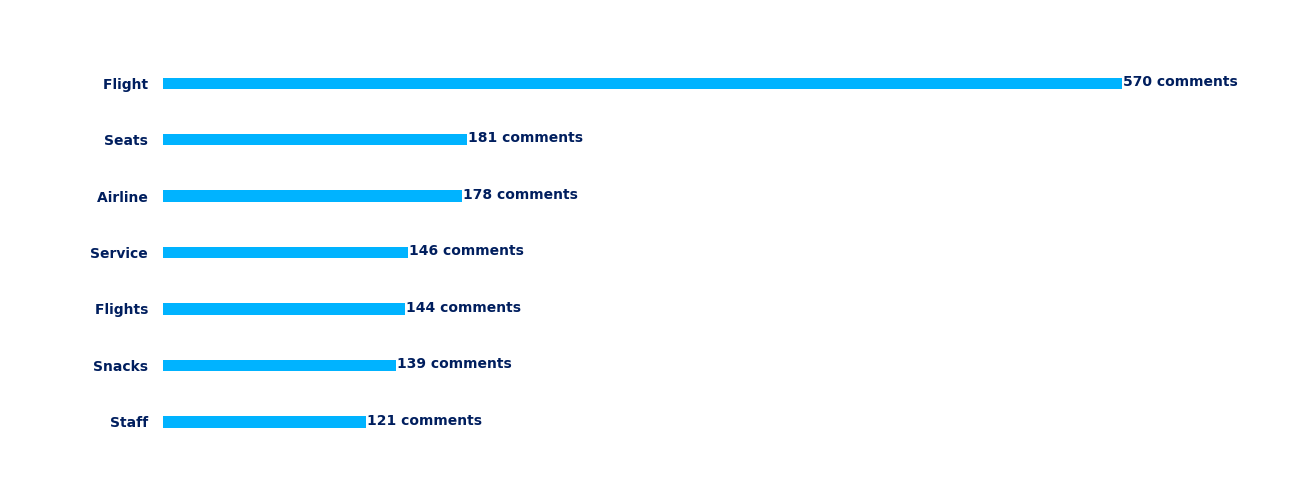 Flight 570 comments
Seats 181 comments
Airline 178 comments
Service 146 comments
Flights 144 comments
Snacks 139 comments
Staff 121 comments